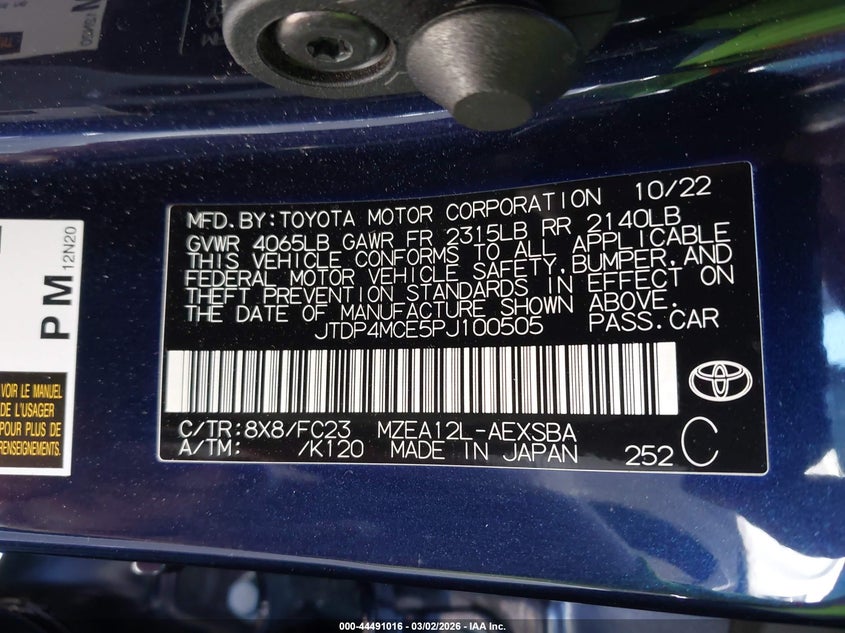 MFD.BY:TOYOTA MOTOR CORPORATION 10/22
GVWR 4065LB GAWR FR 2315LB RR 2140LB
THIS VEHICLE CONFORMS TO ALL APPLICABLE
FEDERAL MOTOR VEHICLE SAFETY,BUMPER,AND
THEFT PREVENTION STANDARDS IN EFFECT ON
THE DATE OF MANUFACTURE SHOWN ABOVE.
JTDP4MCE5PJ100505 PASS.CAR
C/TR:8X8/FC23 MZEA12L-AEXSBA
A/TM: /K120 MADE IN JAPAN 252 C
PM
12N20
VOIR LE MANUEL
DE L'USAGER
POUR PLUS DE
RENSEIGNEMENTS.
000-44491016 - 03/02/2026 - IAA Inc.